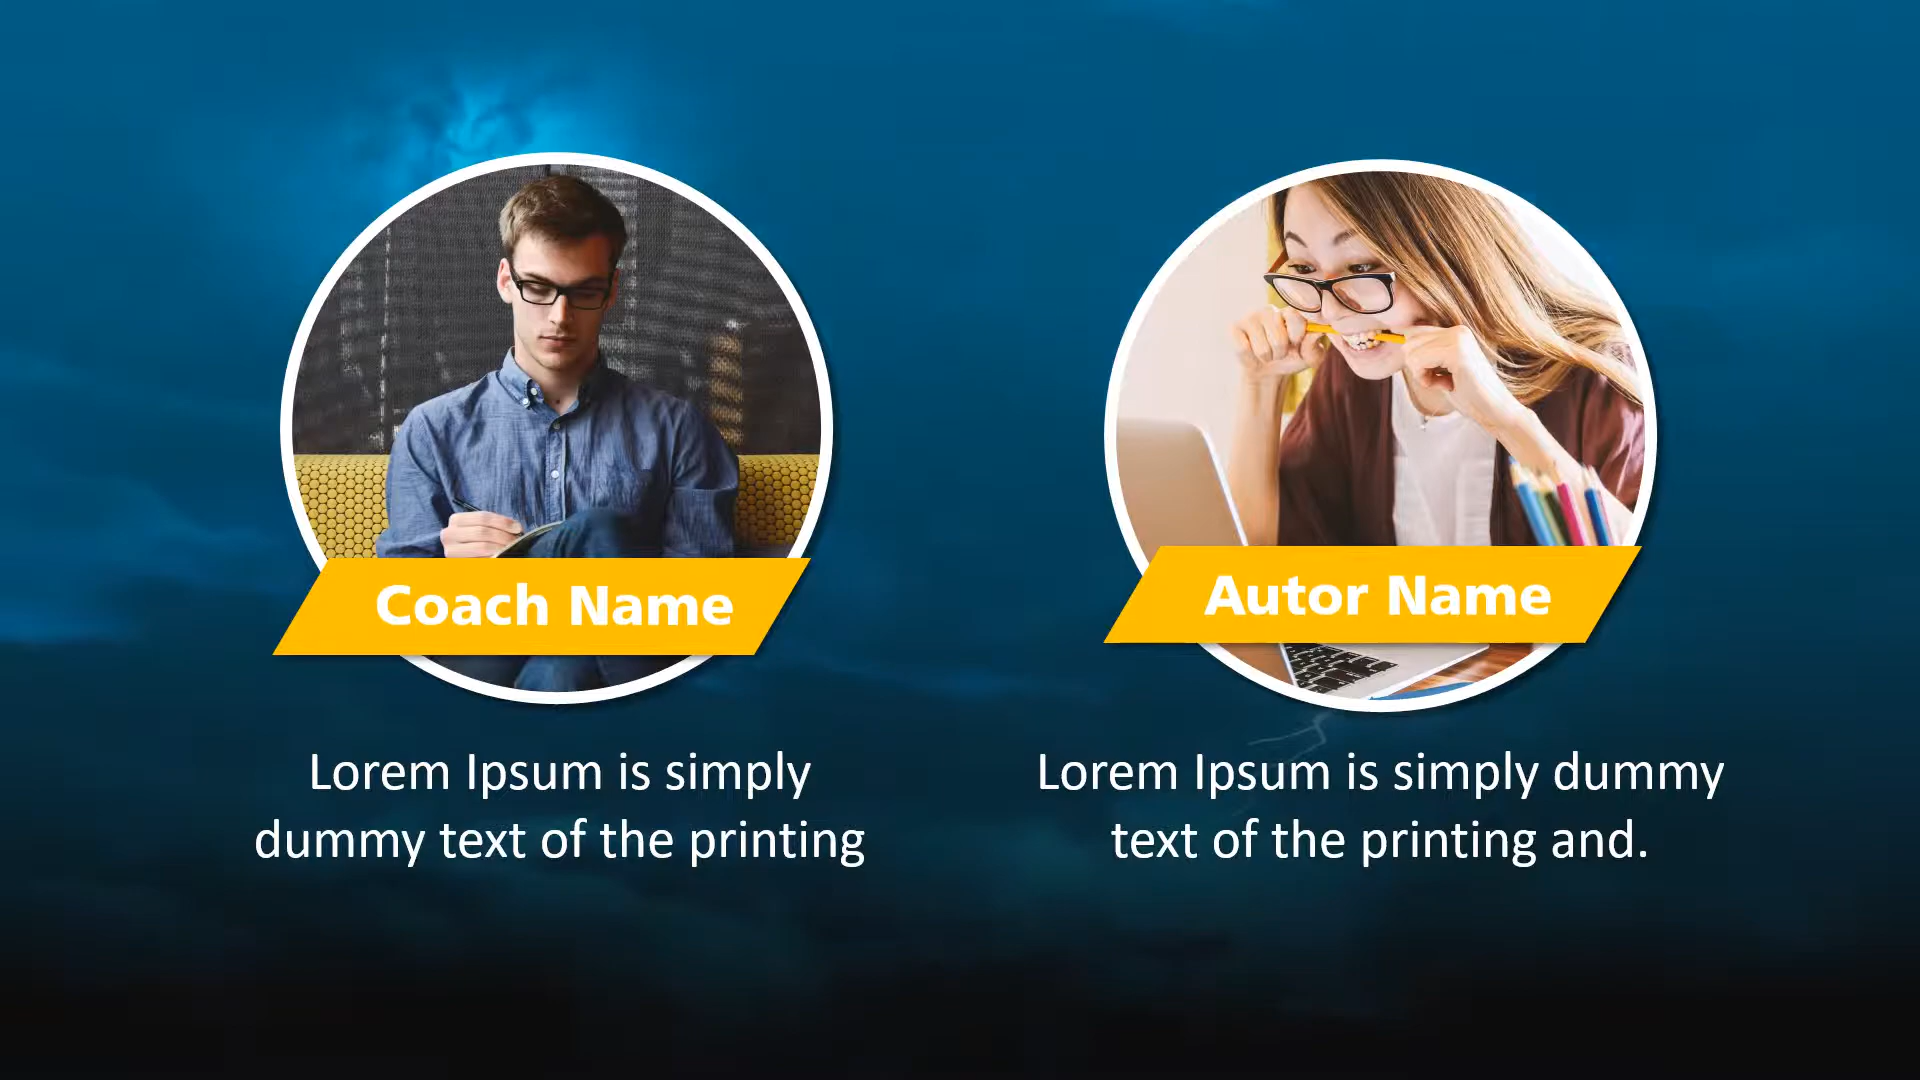 Coach Name
Lorem Ipsum is simply
dummy text of the printing
Autor Name
Lorem Ipsum is simply dummy
text of the printing and.